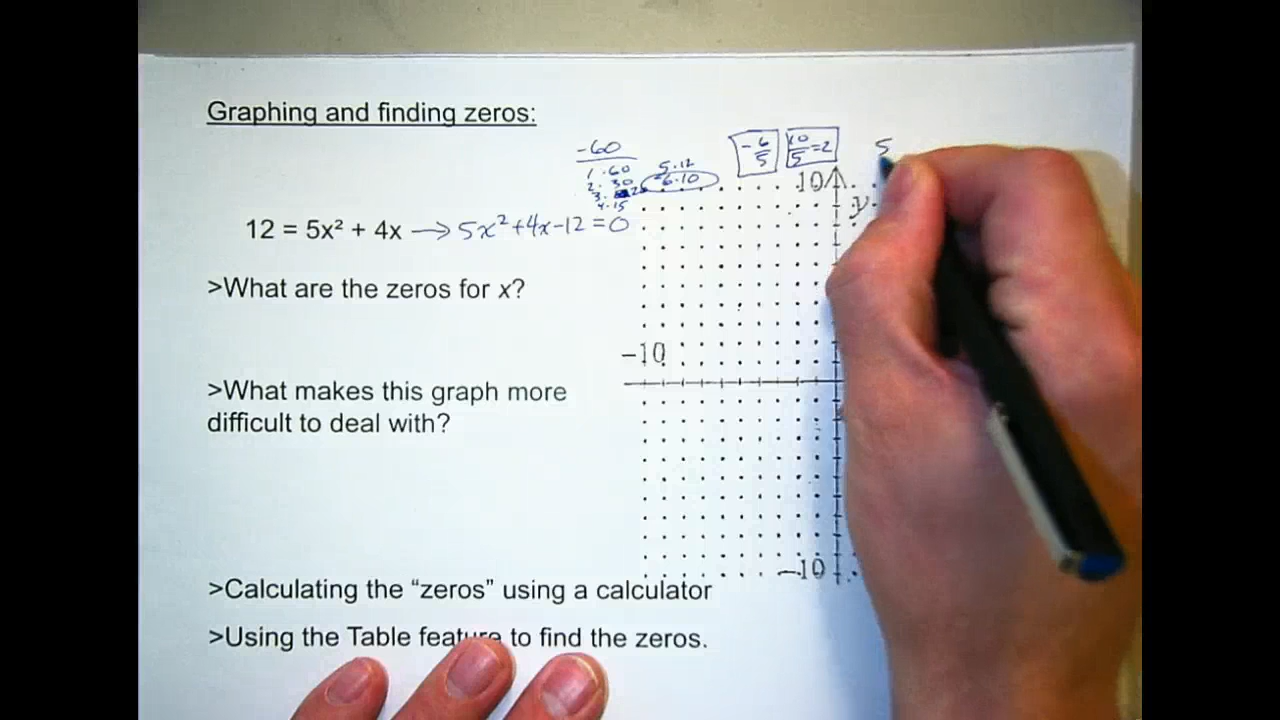 Graphing and finding zeros:
-60
1 · 60
2 · 30
4 · 15
5 · 12
-6 · 10
-6/5
10/5 = 2
5
10
y
12 = 5x² + 4x → 5x² + 4x - 12 = 0
>What are the zeros for x?
-10
>What makes this graph more
difficult to deal with?
-10
>Calculating the “zeros” using a calculator
>Using the Table feature to find the zeros.